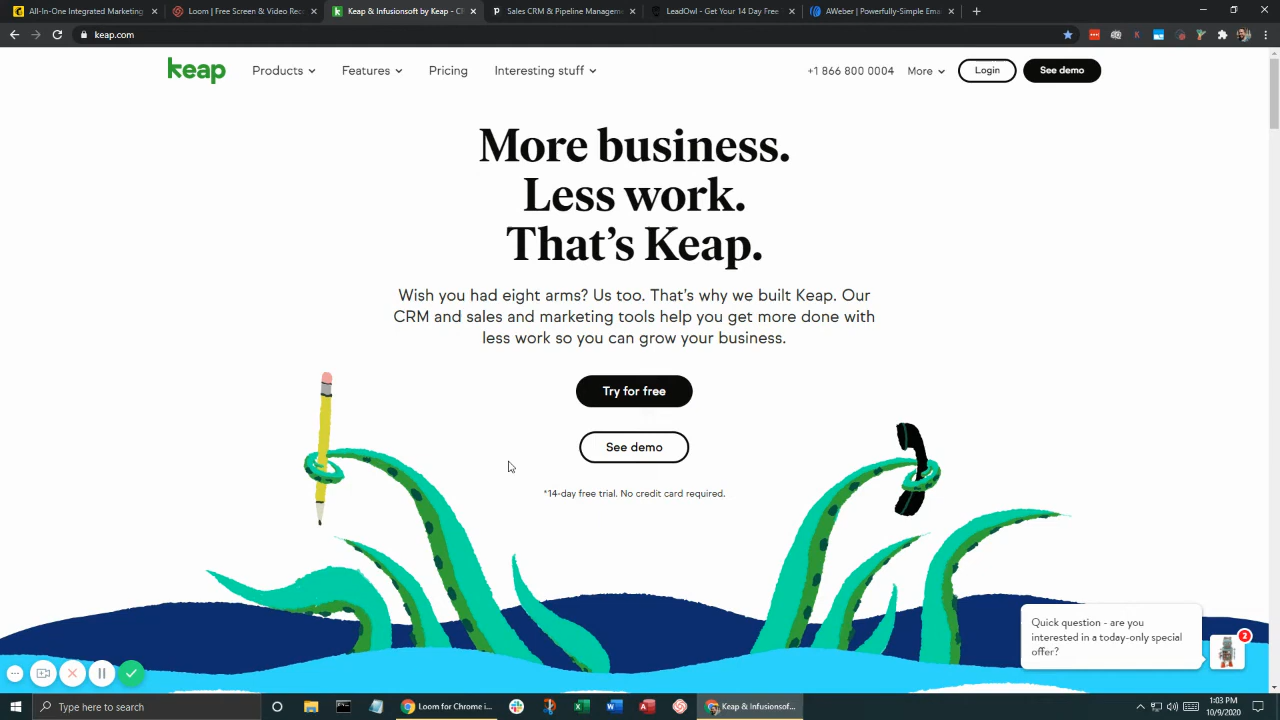 All-In-One Integrated Marketing
Loom | Free Screen & Video Rec
Keap & Infusionsoft by Keap - C
Sales CRM & Pipeline Managem
LeadOwl - Get Your 14 Day Free
AWeber | Powerfully-Simple Ema
keap.com
keap
Products
Features
Pricing
Interesting stuff
+1 866 800 0004
More
Login
See demo
More business.
Less work.
That's Keap.
Wish you had eight arms? Us too. That's why we built Keap. Our
CRM and sales and marketing tools help you get more done with
less work so you can grow your business.
Try for free
See demo
*14-day free trial. No credit card required.
Quick question - are you
interested in a today-only special
offer?
2
Type here to search
Loom for Chrome i...
Keap & Infusionsof...
1:03 PM
10/9/2020